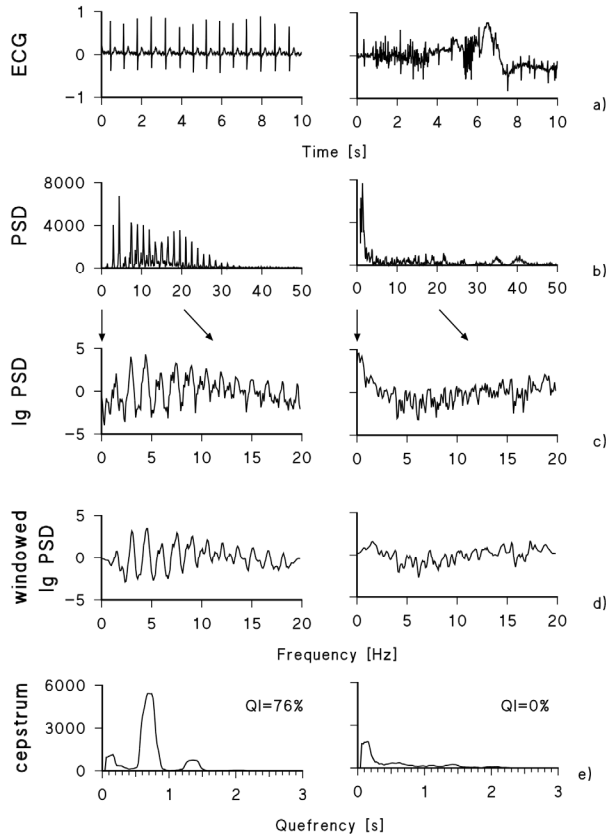 ECG
1
0
-1
0 2 4 6 8 10
0 2 4 6 8 10
a)
Time [s]
PSD
8000
4000
0
0 10 20 30 40 50
0 10 20 30 40 50
b)
lg PSD
5
0
-5
0 5 10 15 20
0 5 10 15 20
c)
windowed
lg PSD
5
0
-5
0 5 10 15 20
0 5 10 15 20
d)
Frequency [Hz]
cepstrum
6000
3000
0
QI=76%
QI=0%
0 1 2 3
0 1 2 3
e)
Quefrency [s]